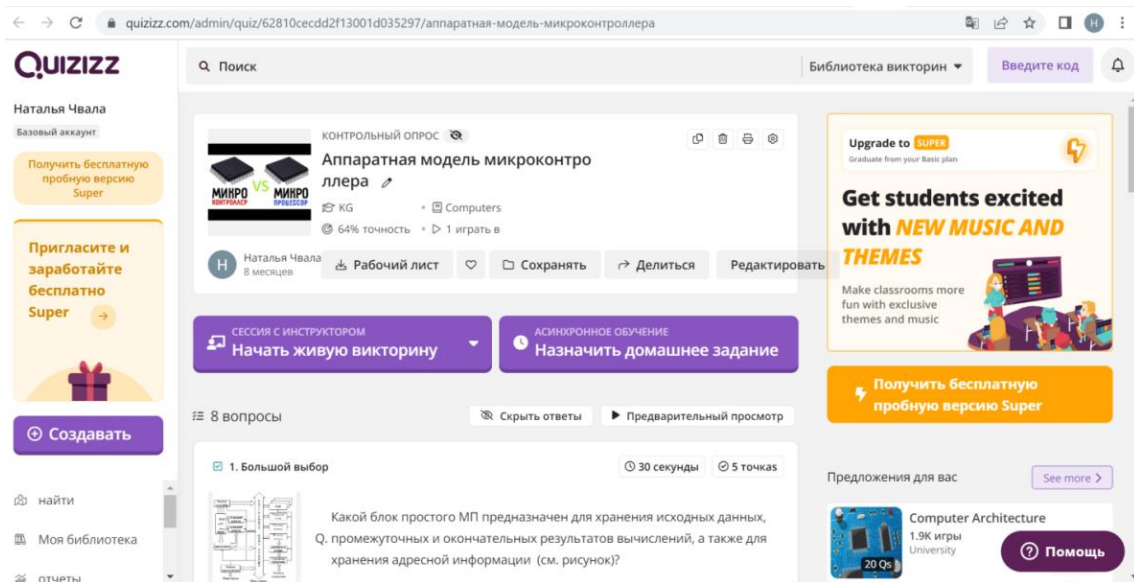 quizizz.com/admin/quiz/62810cecdd2f13001d035297/аппаратная-модель-микроконтроллера
Н
QUIZIZZ
Поиск
Библиотека викторин
Введите код
Наталья Чвала
Базовый аккаунт
Получить бесплатную
пробную версию
Super
Пригласите и
заработайте
бесплатно
Super
Создавать
найти
Моя библиотека
отчеты
МИКРО
КОНТРОЛЛЕР
VS
МИКРО
ПРОЦЕССОР
КОНТРОЛЬНЫЙ ОПРОС
Аппаратная модель микроконтро
ллера
KG
• Computers
64% точность
• 1 играть в
Н
Наталья Чвала
8 месяцев
Рабочий лист
Сохранять
Делиться
Редактировать
СЕССИЯ С ИНСТРУКТОРОМ
Начать живую викторину
АСИНХРОННОЕ ОБУЧЕНИЕ
Назначить домашнее задание
8 вопросы
Скрыть ответы
Предварительный просмотр
1. Большой выбор
30 секунды
5 точкаs
Какой блок простого МП предназначен для хранения исходных данных,
Q. промежуточных и окончательных результатов вычислений, а также для
хранения адресной информации (см. рисунок)?
Upgrade to SUPER
Graduate from your Basic plan
Get students excited
with NEW MUSIC AND
THEMES
Make classrooms more
fun with exclusive
themes and music
Получить бесплатную
пробную версию Super
Предложения для вас
See more
Computer Architecture
1.9K игры
University
20 Qs
Помощь